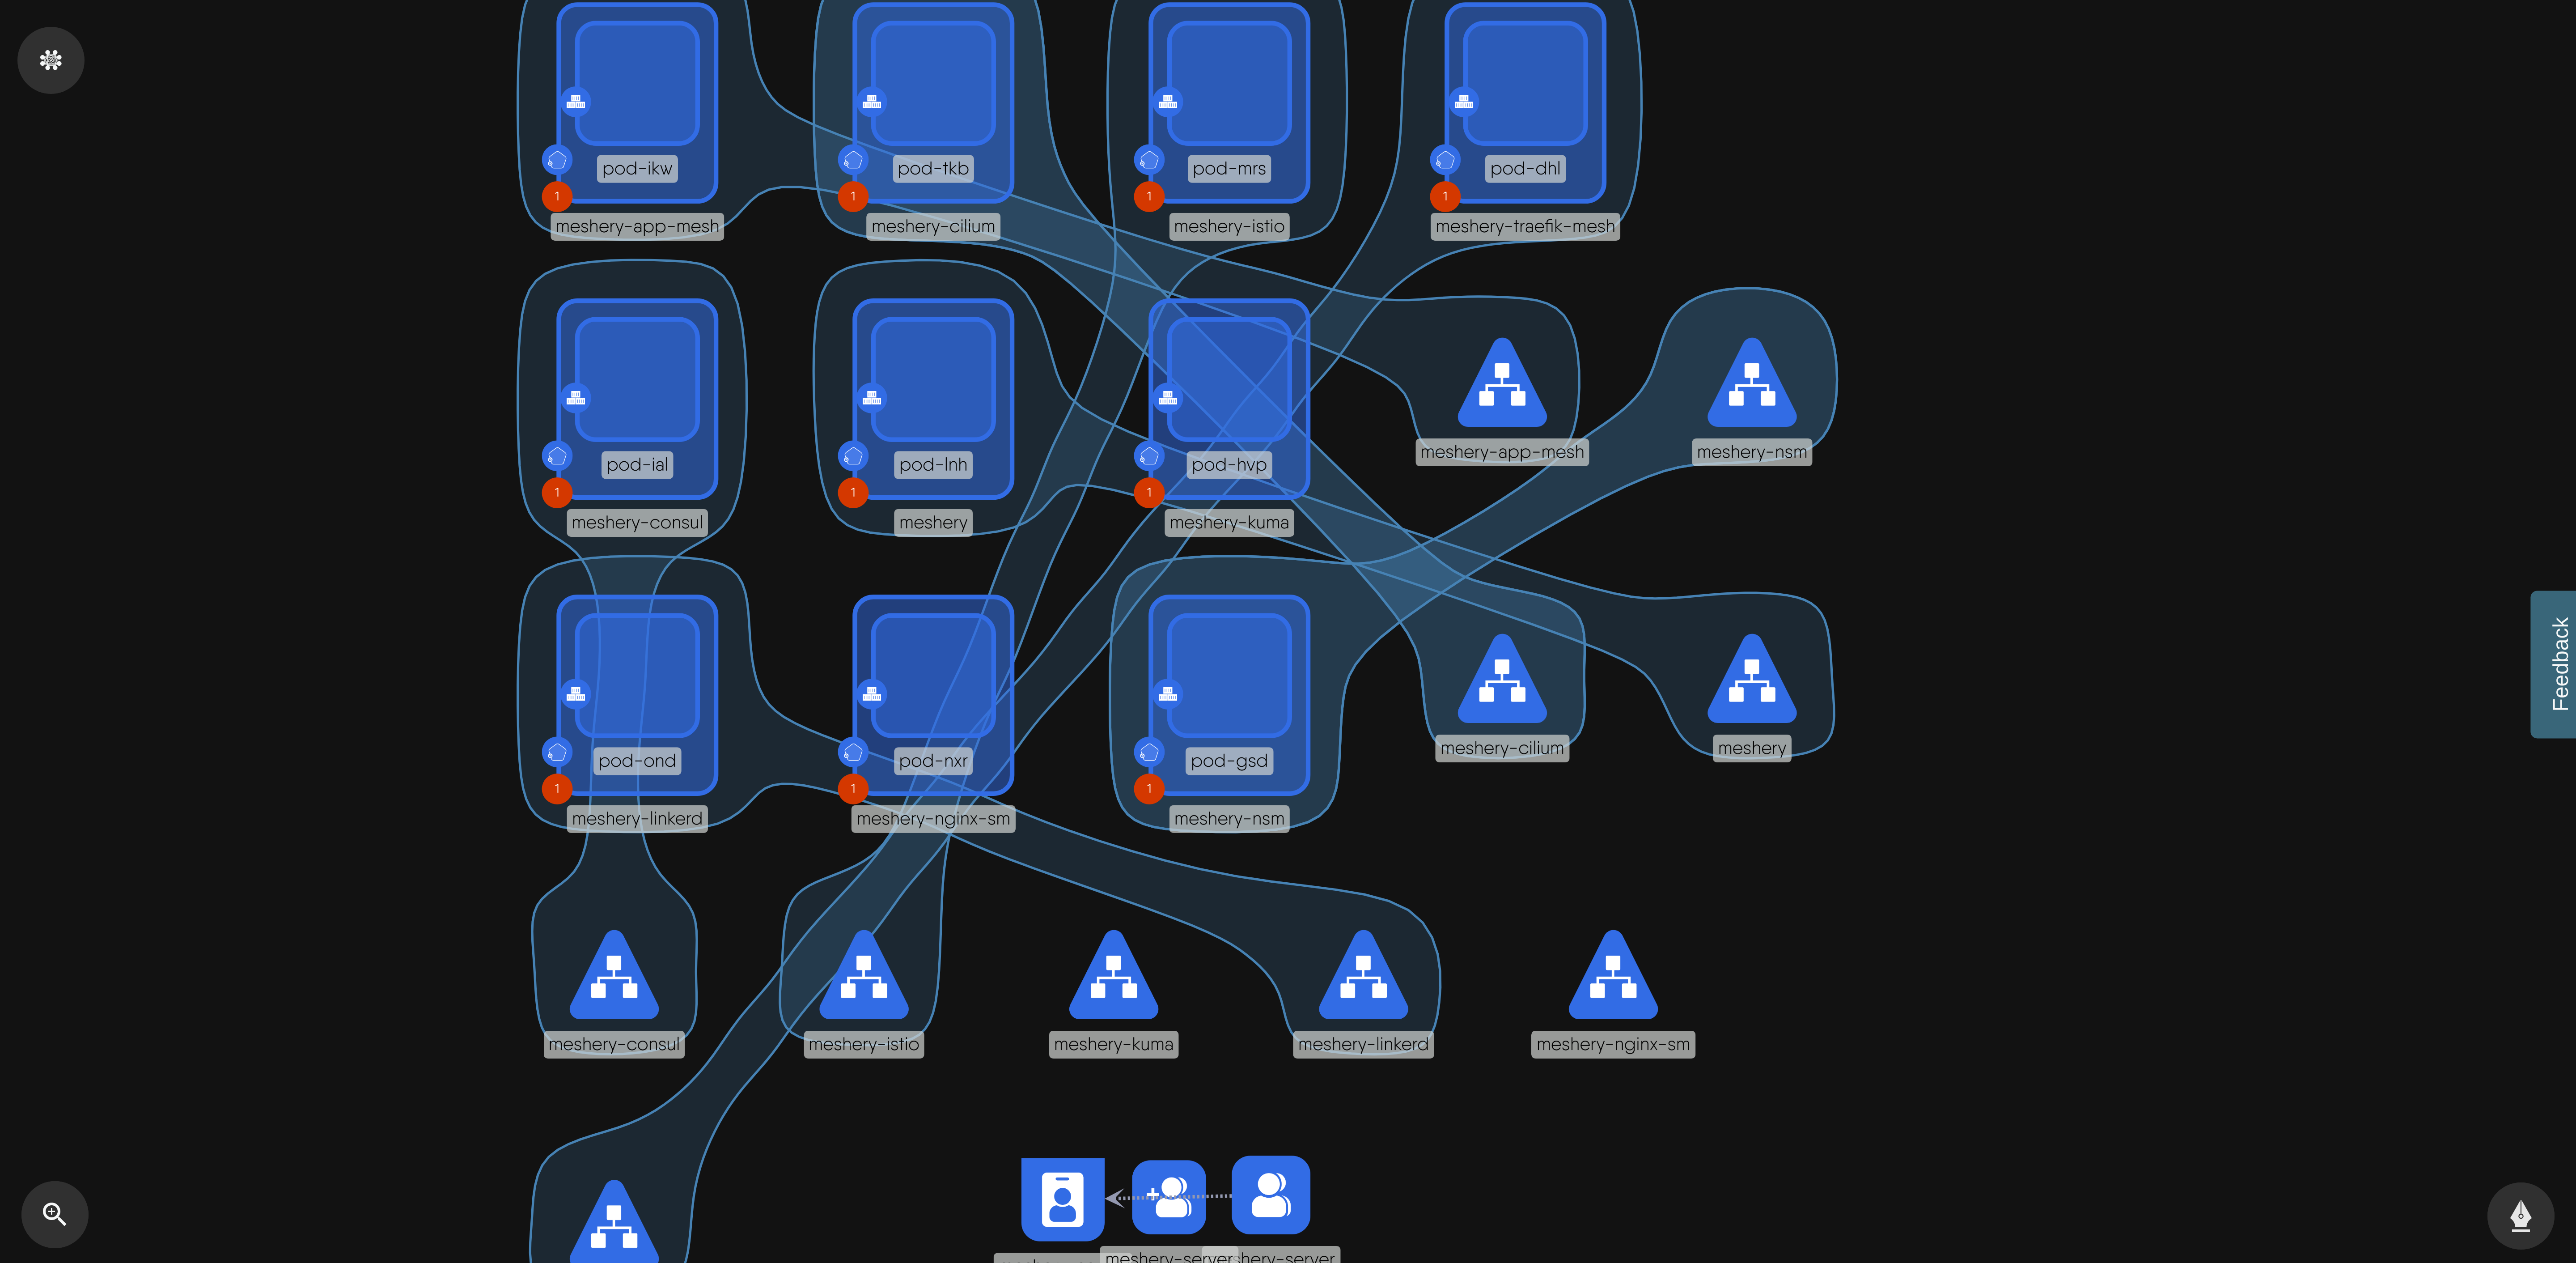 pod-ikw
pod-tkb
pod-mrs
pod-dhl
1
1
1
1
meshery-app-mesh
meshery-cilium
meshery-istio
meshery-traefik-mesh
pod-ial
pod-lnh
pod-hvp
meshery-app-mesh
meshery-nsm
1
1
1
meshery-consul
meshery
meshery-kuma
Feedback
pod-ond
pod-nxr
pod-gsd
meshery-cilium
meshery
1
1
1
meshery-linkerd
meshery-nginx-sm
meshery-nsm
meshery-consul
meshery-istio
meshery-kuma
meshery-linkerd
meshery-nginx-sm
meshery-server